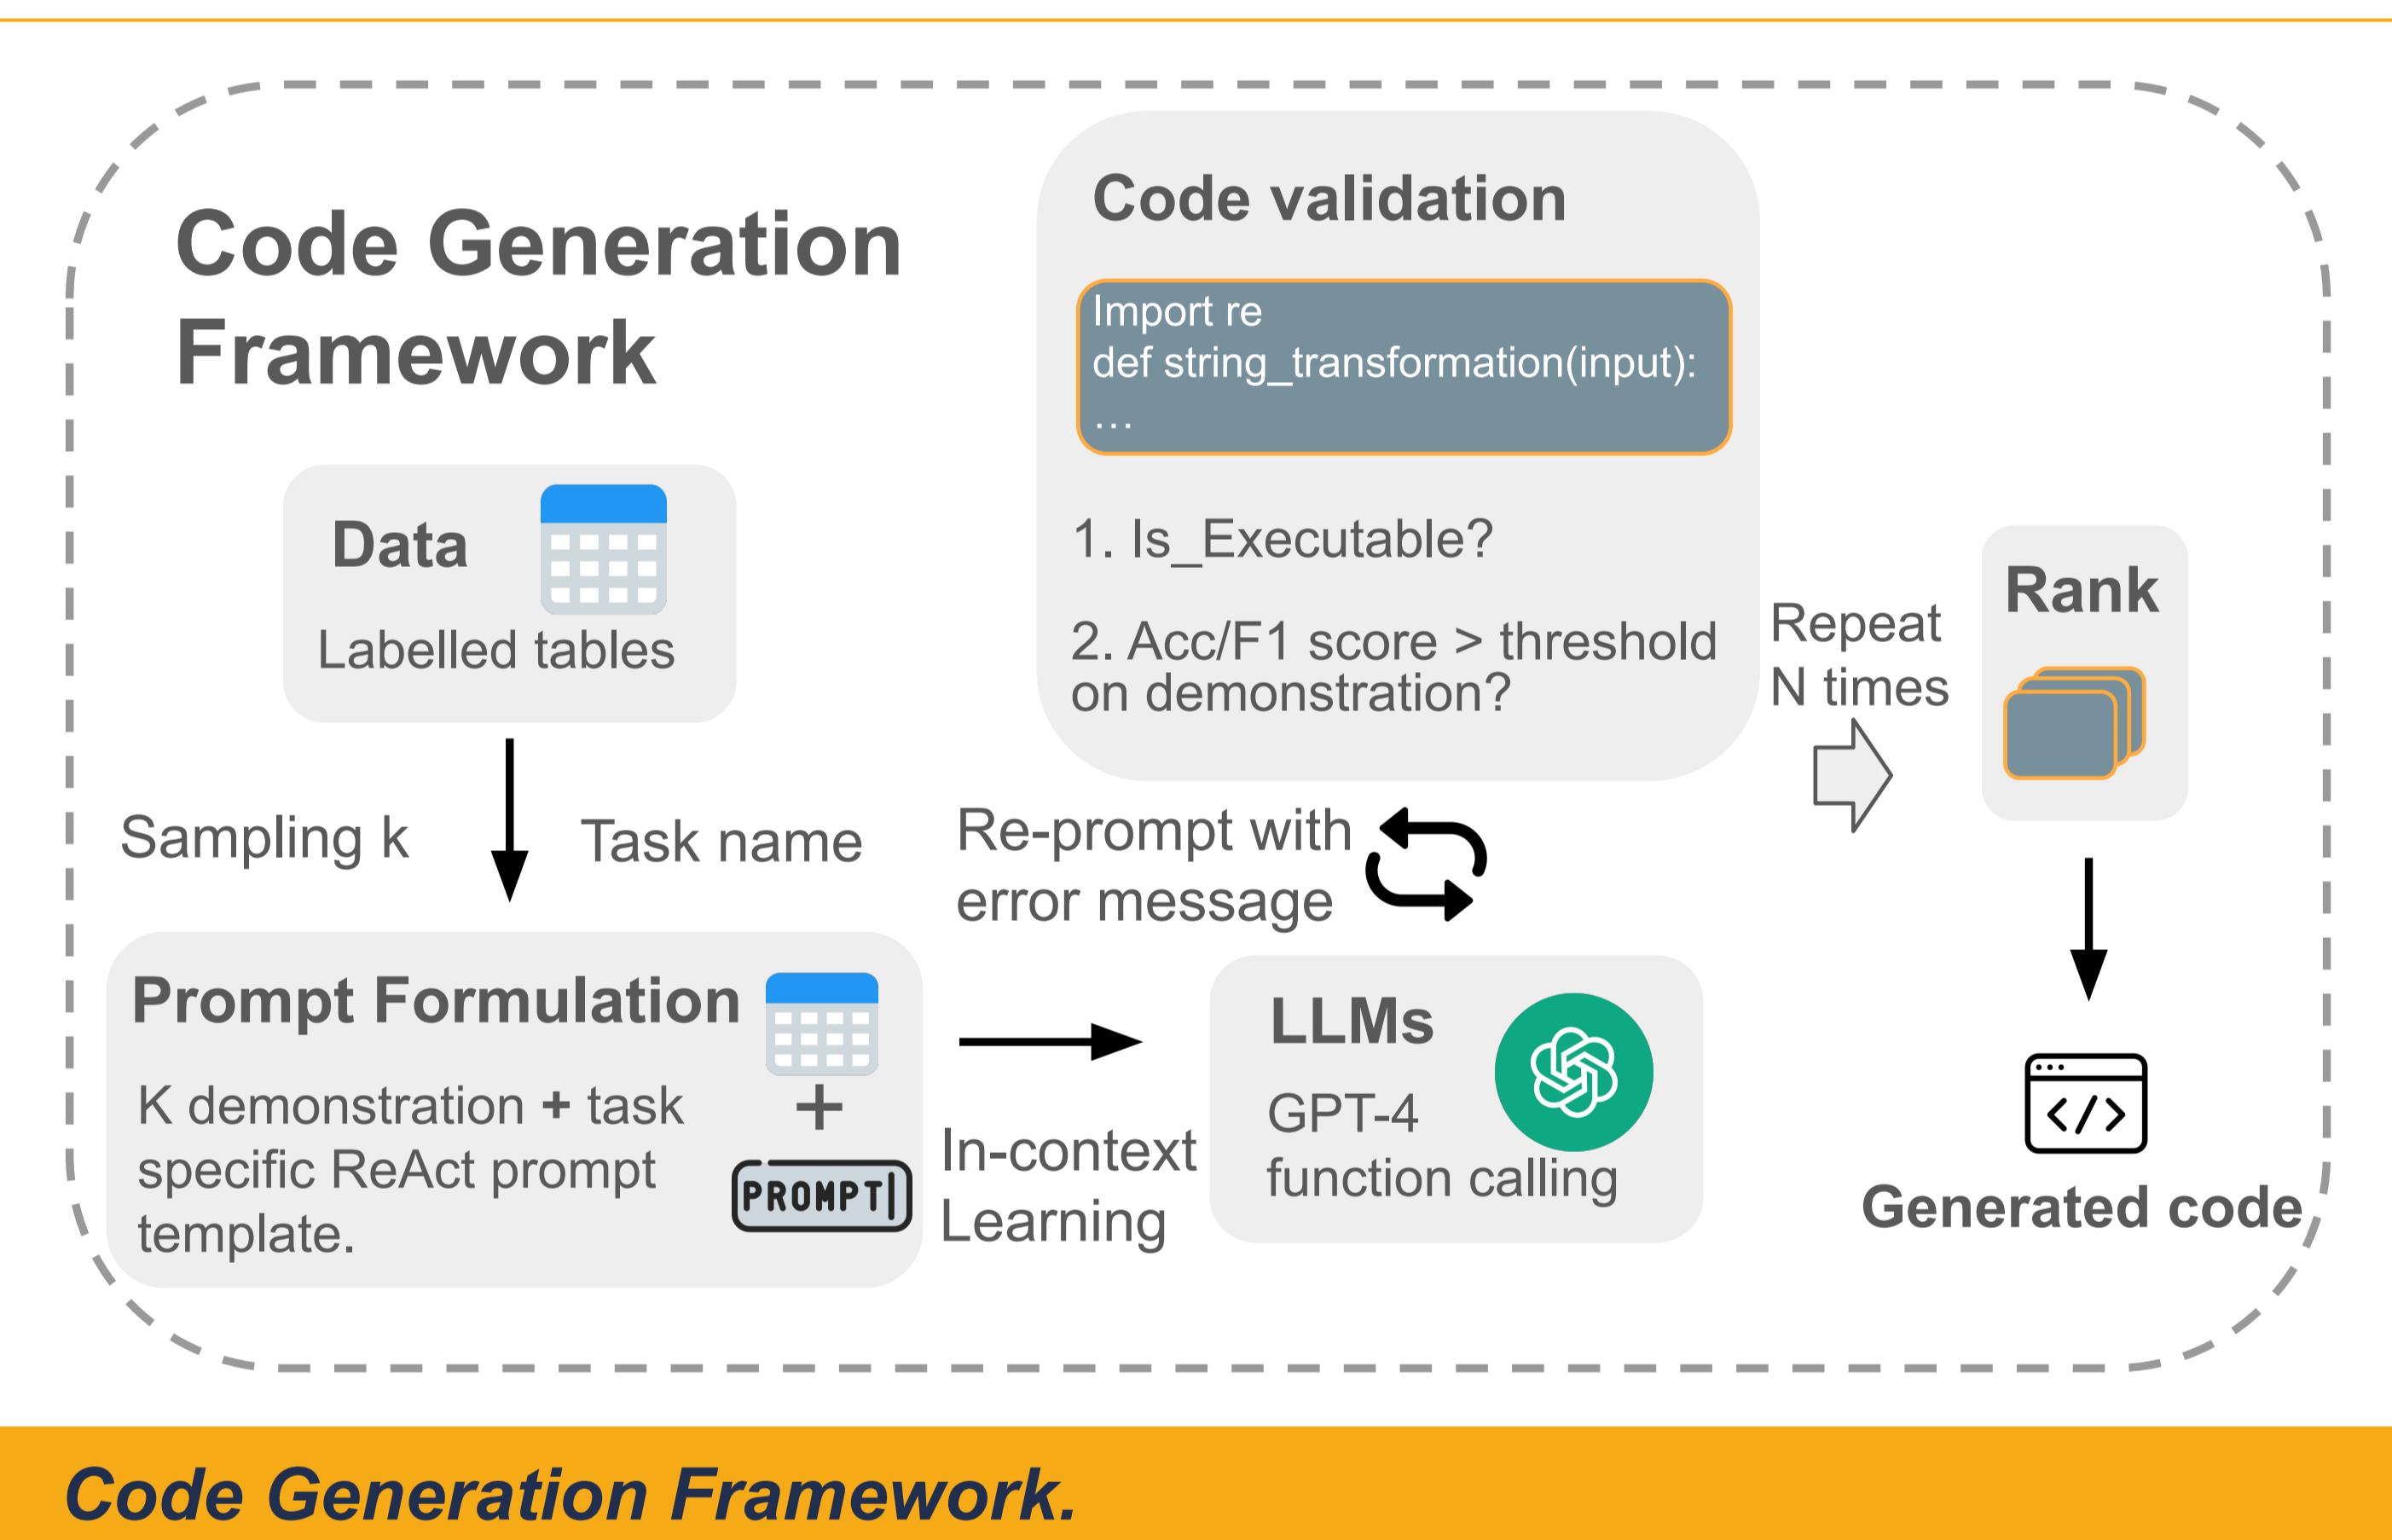 Code Generation
Framework
Data
Labelled tables
Sampling k
Task name
Prompt Formulation
K demonstration + task
specific ReAct prompt
template.
+
PROMPT
In-context
Learning
LLMs
GPT-4
function calling
Re-prompt with
error message
Code validation
Import re
def string_transformation(input):
...
1. Is_Executable?
2. Acc/F1 score > threshold
on demonstration?
Repeat
N times
Rank
</>
Generated code
Code Generation Framework.